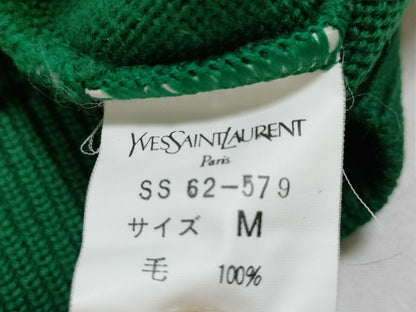 YVESSAINTLAURENT
Paris
SS 62-579
サイズ M
毛 100%